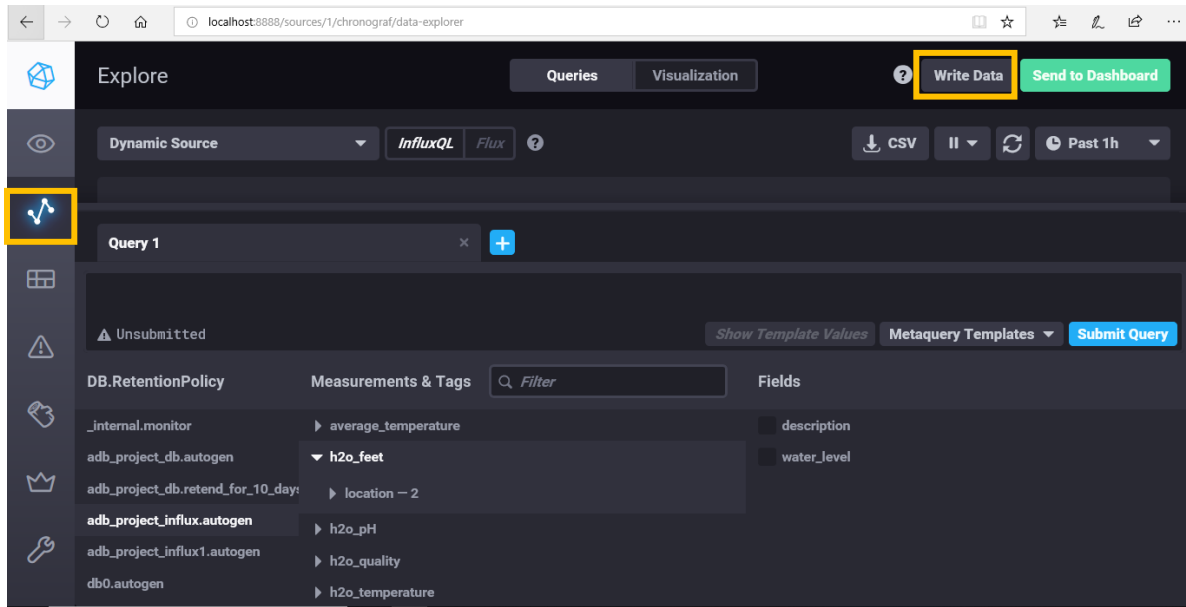 localhost:8888/sources/1/chronograf/data-explorer
Explore
Queries
Visualization
?
Write Data
Send to Dashboard
Dynamic Source
InfluxQL
Flux
?
CSV
Past 1h
Query 1
×
+
Unsubmitted
Show Template Values
Metaquery Templates
Submit Query
DB.RetentionPolicy
Measurements & Tags
Filter
Fields
_internal.monitor
average_temperature
description
adb_project_db.autogen
h2o_feet
water_level
adb_project_db.retend_for_10_days
location — 2
adb_project_influx.autogen
h2o_pH
adb_project_influx1.autogen
h2o_quality
db0.autogen
h2o_temperature